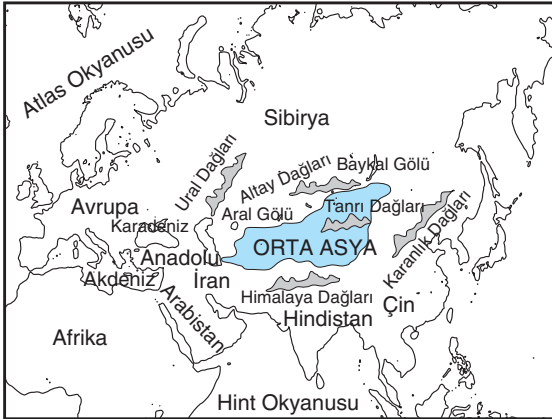 Atlas Okyanusu
Sibirya
Ural Dağları
Altay Dağları
Baykal Gölü
Avrupa
Karadeniz
Aral Gölü
Tanrı Dağları
Karanlık Dağları
Anadolu
ORTA ASYA
Akdeniz
İran
Himalaya Dağları
Çin
Arabistan
Hindistan
Afrika
Hint Okyanusu